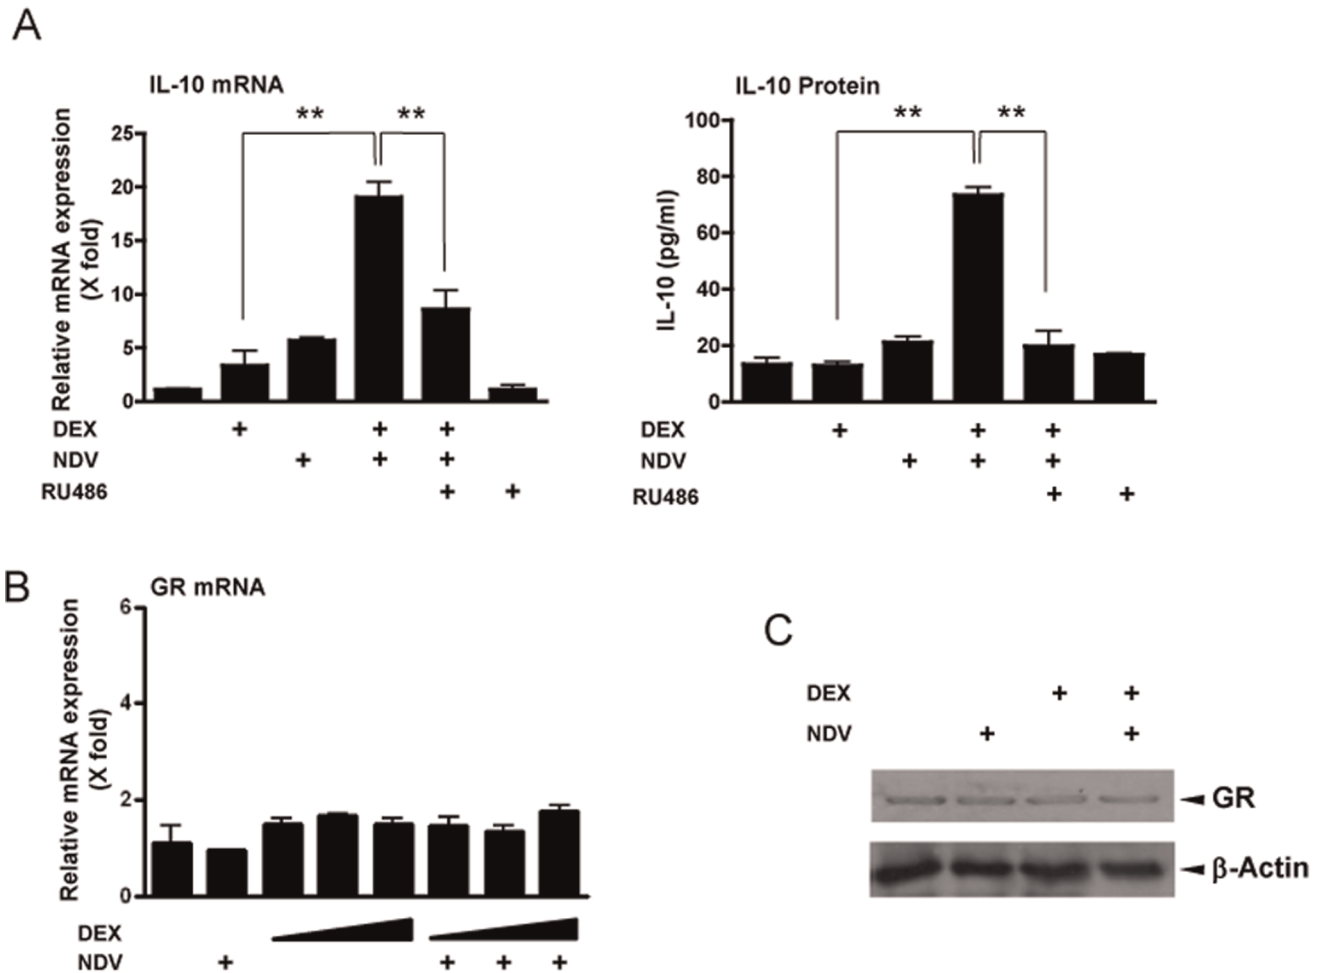 A
IL-10 mRNA
Relative mRNA expression
(X fold)
** **
25
20
15
10
5
0
DEX + + +
NDV + + +
RU486 + +
IL-10 Protein
IL-10 (pg/ml)
** **
100
80
60
40
20
0
DEX + + +
NDV + + +
RU486 + +
B
GR mRNA
Relative mRNA expression
(X fold)
6
4
2
0
DEX
NDV + + + +
C
DEX + +
NDV + +
GR
β-Actin